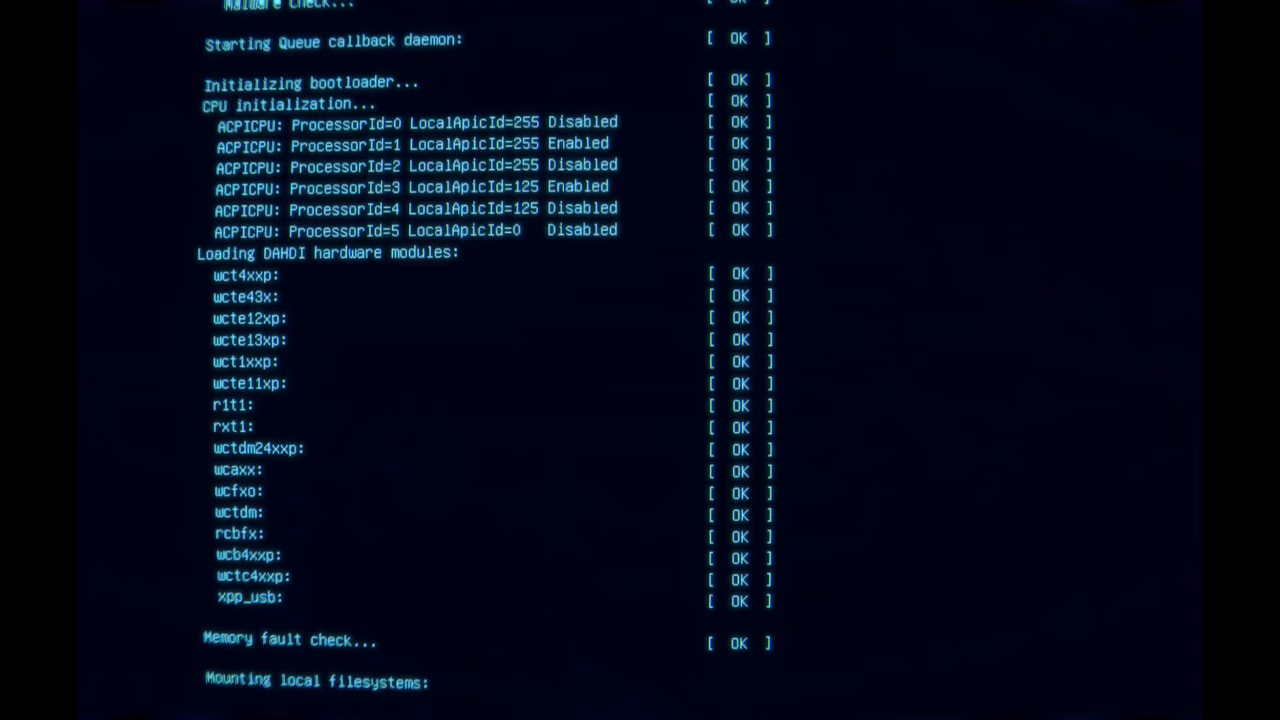 Malware check... [ OK ]
Starting Queue callback daemon: [ OK ]
Initializing bootloader... [ OK ]
CPU initialization... [ OK ]
ACPICPU: ProcessorId=0 LocalApicId=255 Disabled [ OK ]
ACPICPU: ProcessorId=1 LocalApicId=255 Enabled [ OK ]
ACPICPU: ProcessorId=2 LocalApicId=255 Disabled [ OK ]
ACPICPU: ProcessorId=3 LocalApicId=125 Enabled [ OK ]
ACPICPU: ProcessorId=4 LocalApicId=125 Disabled [ OK ]
ACPICPU: ProcessorId=5 LocalApicId=0 Disabled [ OK ]
Loading DAHDI hardware modules:
wct4xxp: [ OK ]
wcte43x: [ OK ]
wcte12xp: [ OK ]
wcte13xp: [ OK ]
wct1xxp: [ OK ]
wcte11xp: [ OK ]
r1t1: [ OK ]
rxt1: [ OK ]
wctdm24xxp: [ OK ]
wcaxx: [ OK ]
wcfxo: [ OK ]
wctdm: [ OK ]
rcbfx: [ OK ]
wcb4xxp: [ OK ]
wctc4xxp: [ OK ]
xpp_usb: [ OK ]
Memory fault check... [ OK ]
Mounting local filesystems: